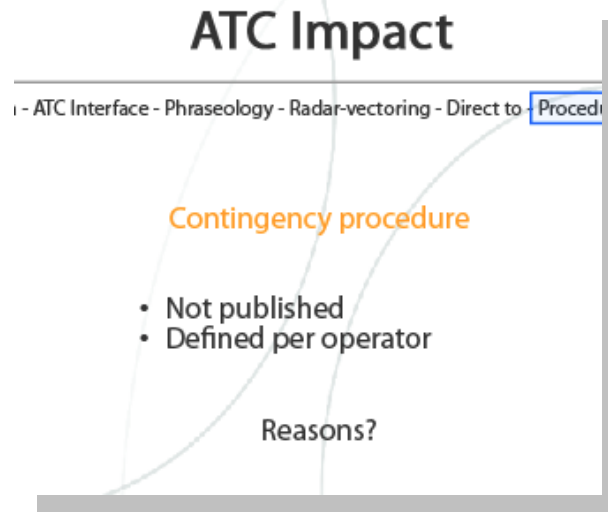 ATC Impact
- ATC Interface - Phraseology - Radar-vectoring - Direct to -
Contingency procedure
• Not published
• Defined per operator
Reasons?